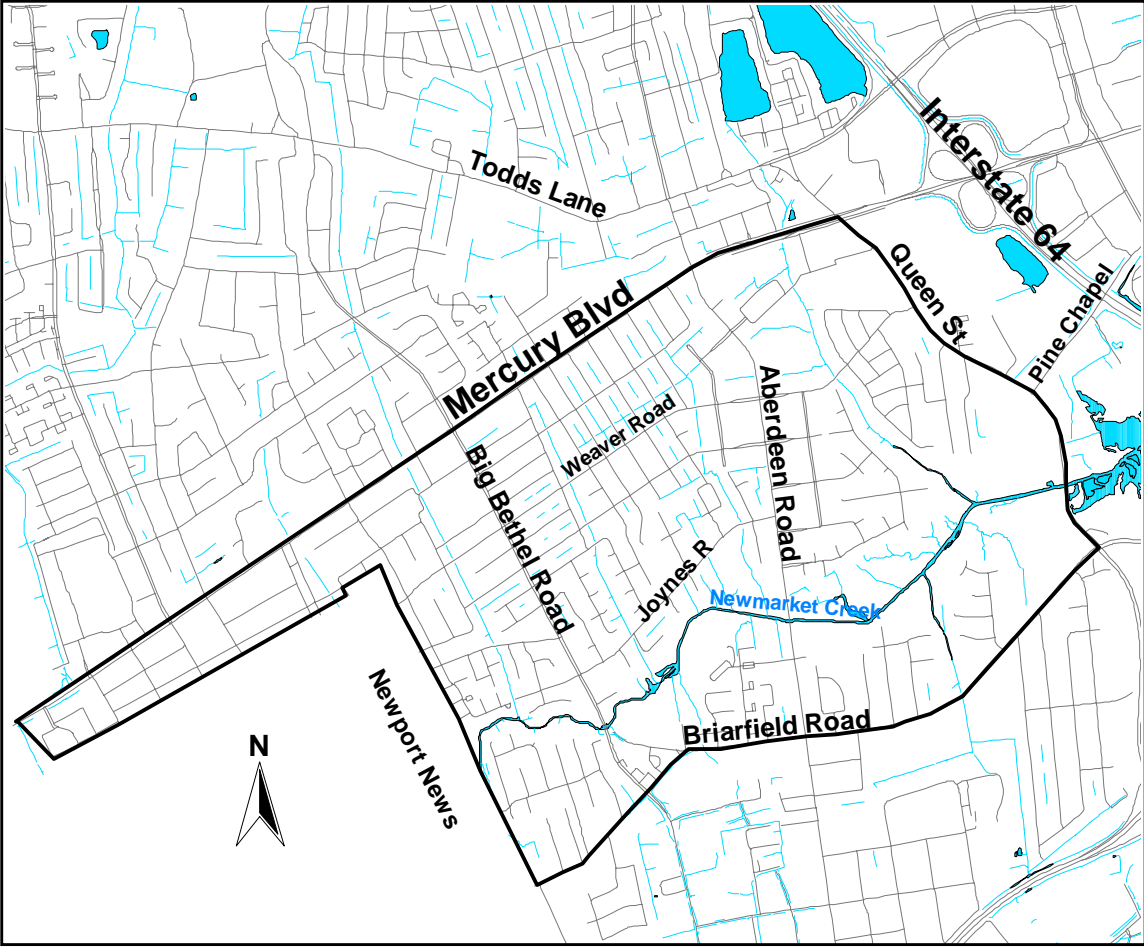 Todds Lane
Interstate 64
Queen St
Pine Chapel
Mercury Blvd
Weaver Road
Aberdeen Road
Big Bethel Road
Joynes R
Newmarket Creek
Newport News
Briarfield Road
N